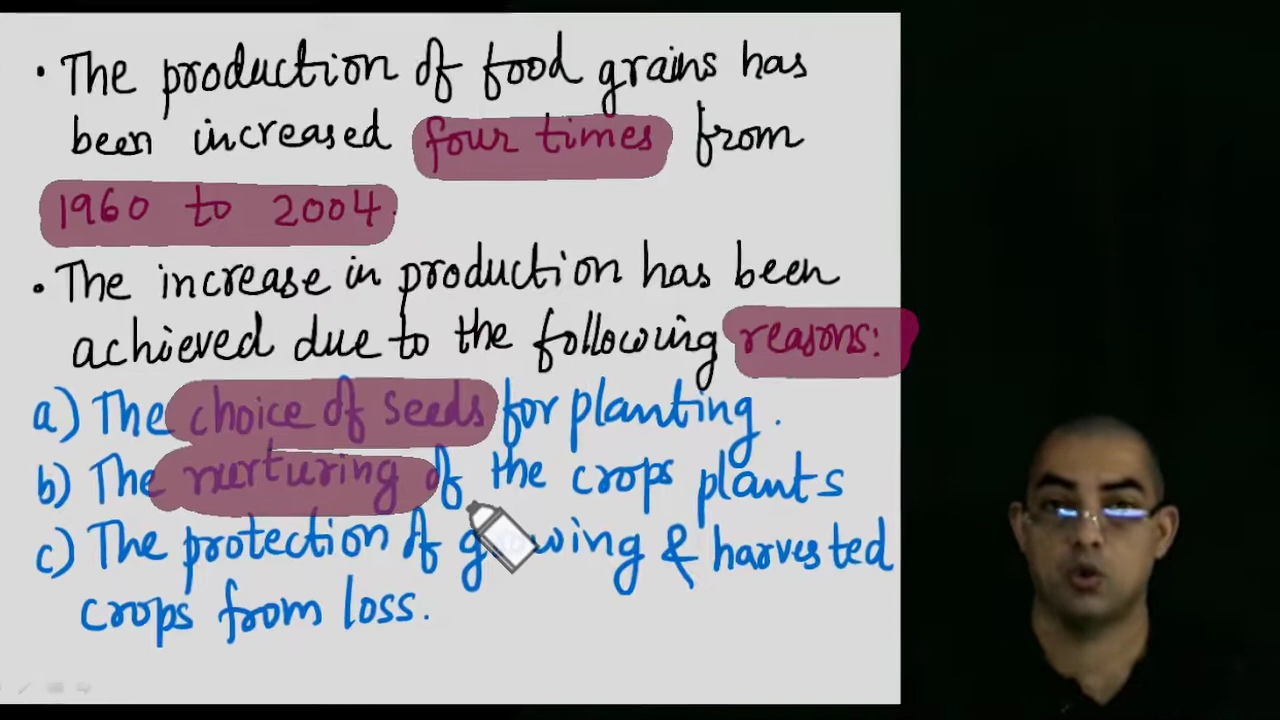 • The production of food grains has
been increased four times from
1960 to 2004.
• The increase in production has been
achieved due to the following reasons:
a) The choice of seeds for planting.
b) The nurturing of the crops plants
c) The protection of growing & harvested
crops from loss.